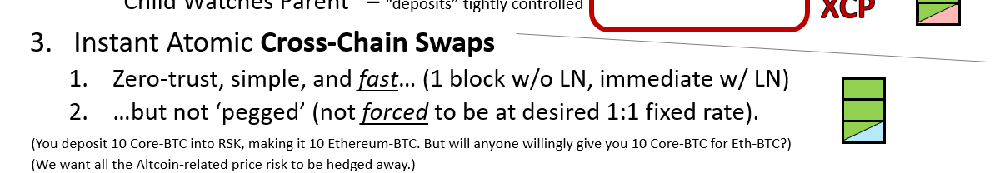 Child Watches Parent" – "deposits" tightly controlled
XCP
3. Instant Atomic Cross-Chain Swaps
1. Zero-trust, simple, and fast… (1 block w/o LN, immediate w/ LN)
2. …but not ‘pegged’ (not forced to be at desired 1:1 fixed rate).
(You deposit 10 Core-BTC into RSK, making it 10 Ethereum-BTC. But will anyone willingly give you 10 Core-BTC for Eth-BTC?)
(We want all the Altcoin-related price risk to be hedged away.)